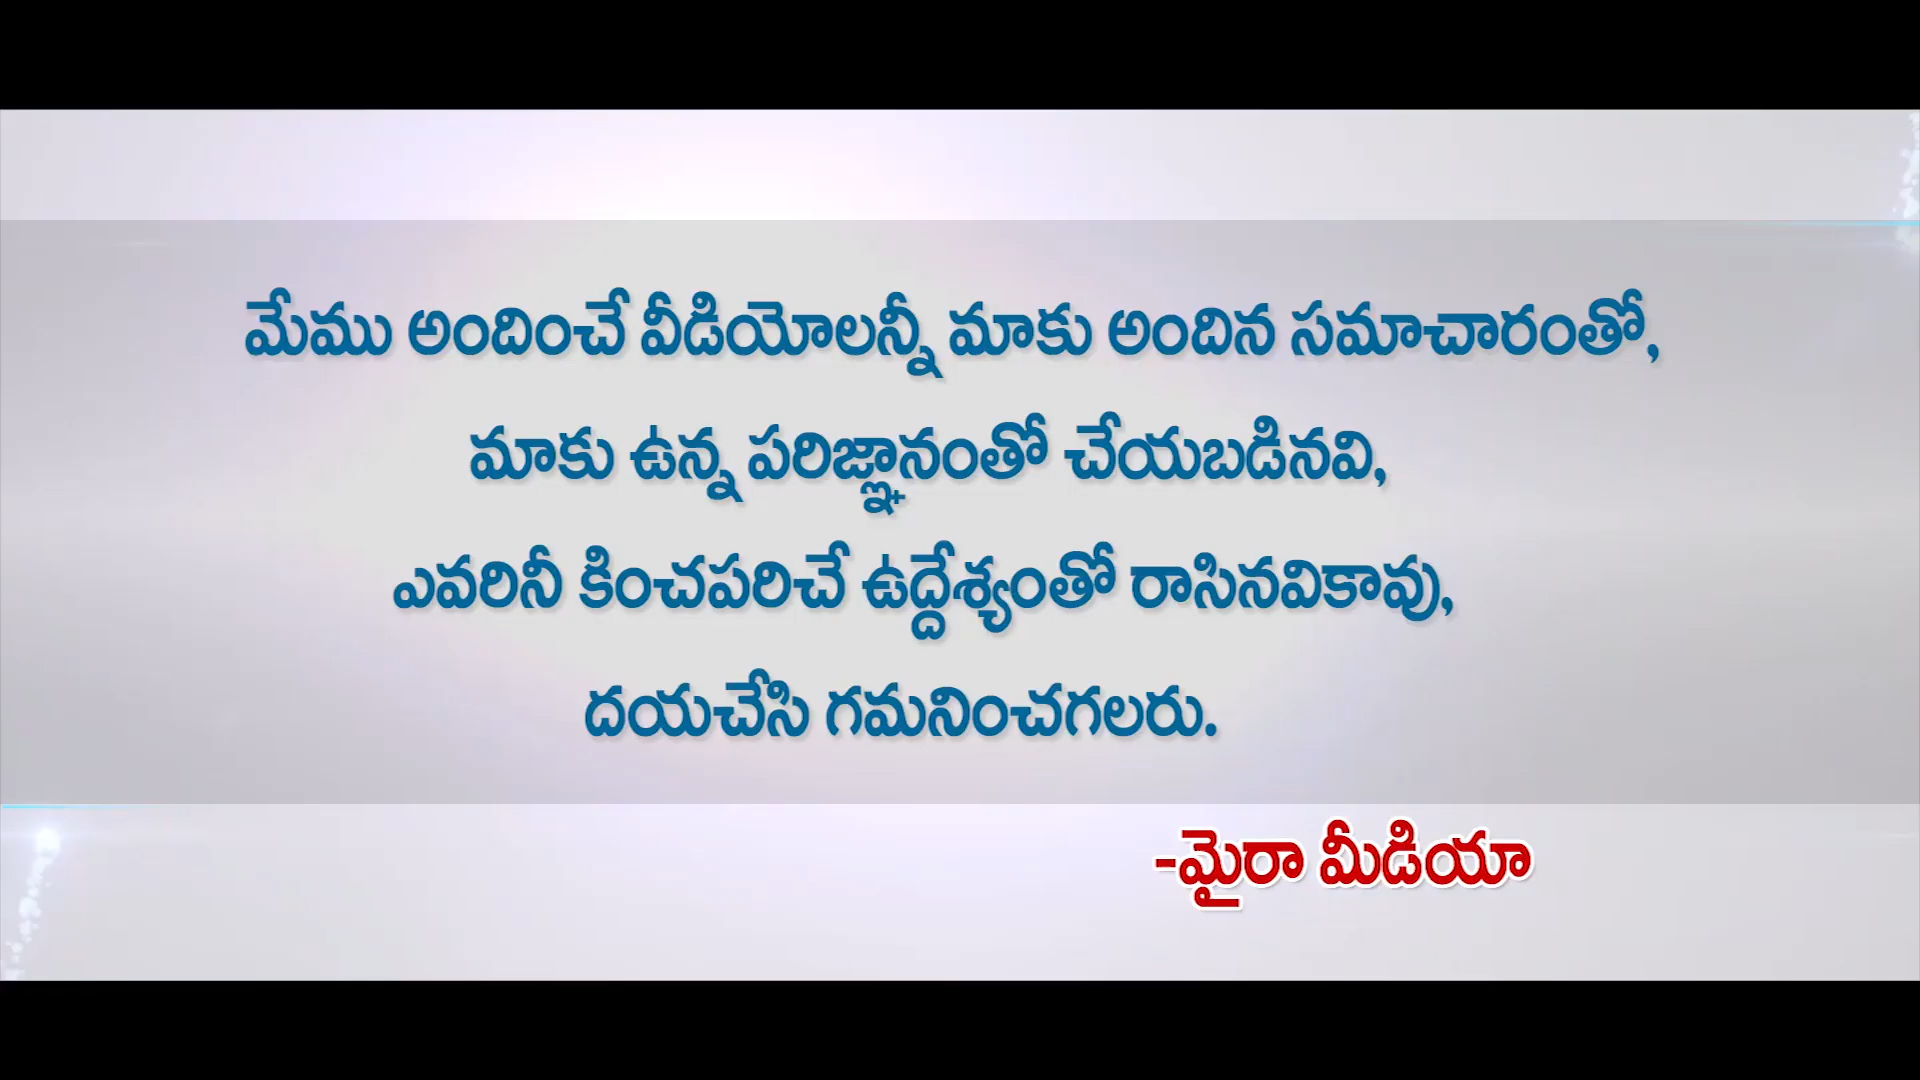 మేము అందించే వీడియోలన్నీ మాకు అందిన సమాచారంతో,
మాకు ఉన్న పరిజ్ఞానంతో చేయబడినవి,
ఎవరినీ కించపరిచే ఉద్దేశ్యంతో రాసినవికావు,
దయచేసి గమనించగలరు.
-మైరా మీడియా